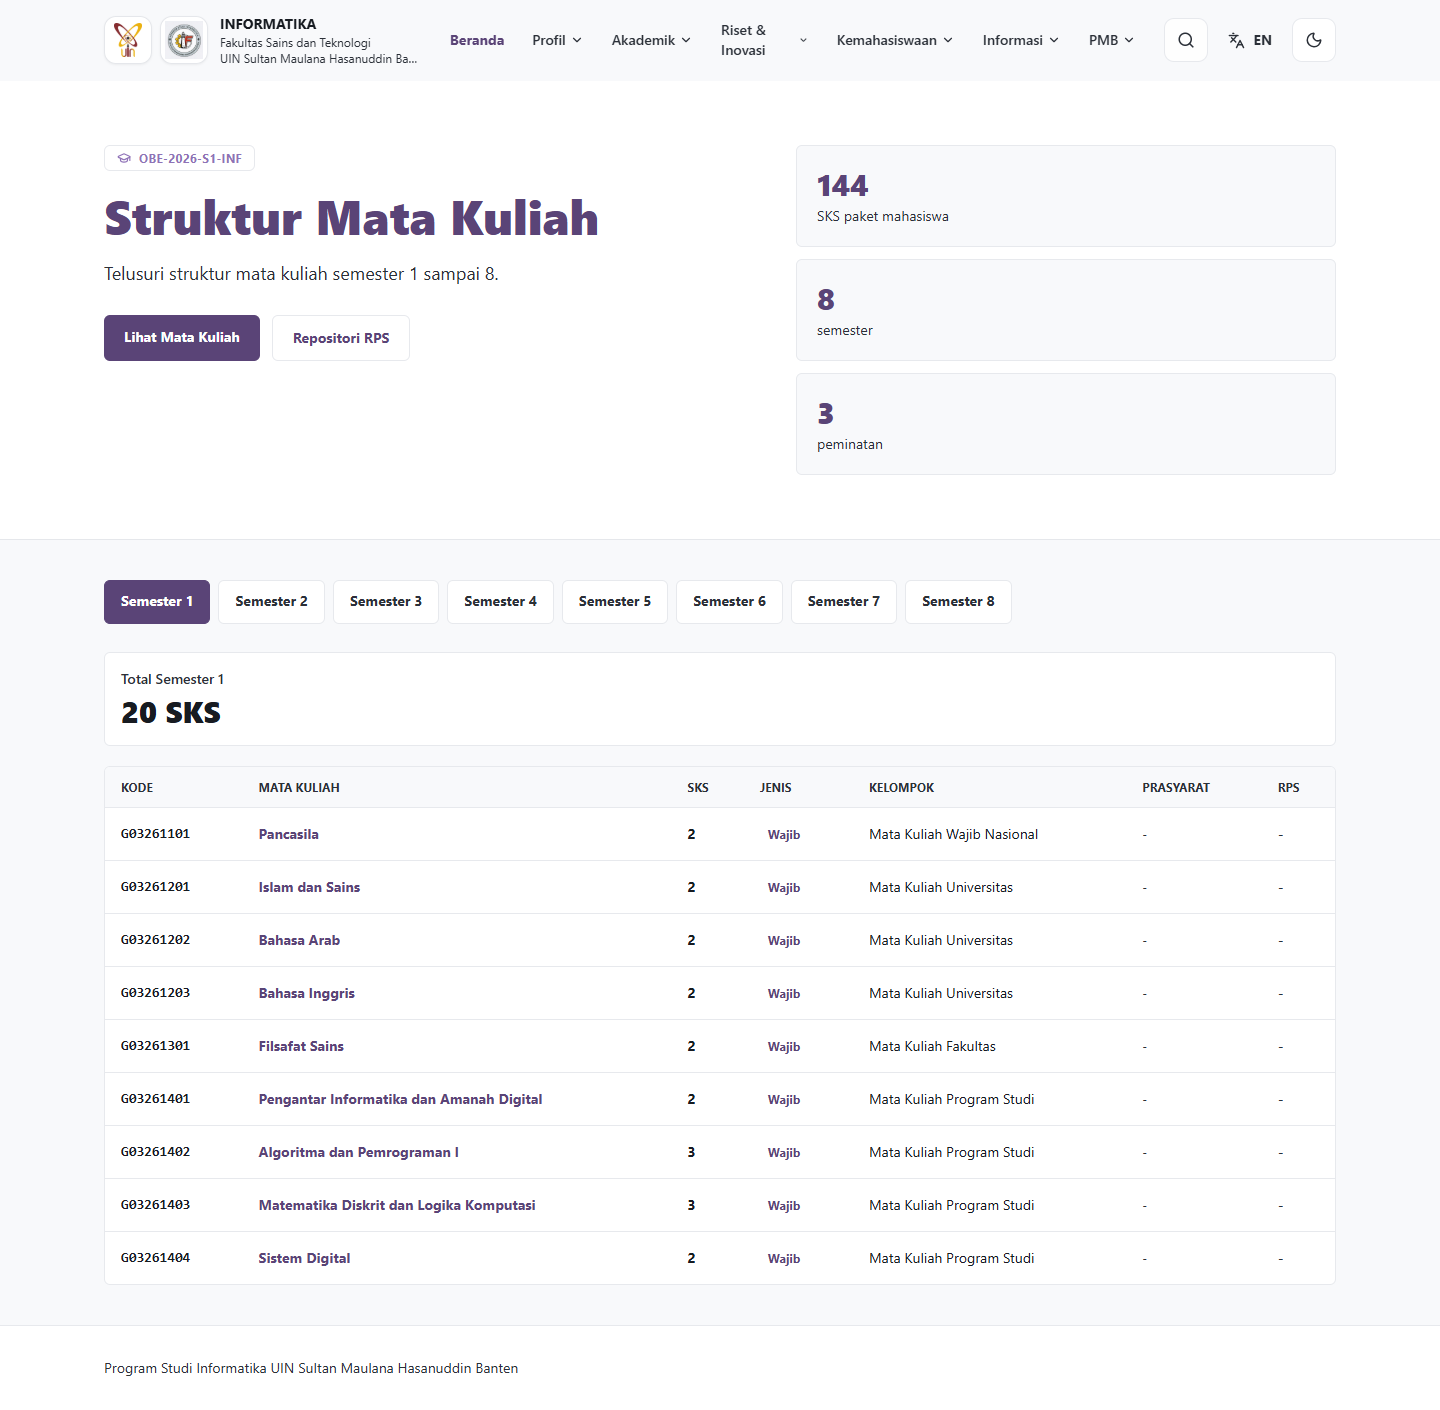 INFORMATIKA
Fakultas Sains dan Teknologi
UIN Sultan Maulana Hasanuddin Ba...
Beranda
Profil
Akademik
Riset &
Inovasi
Kemahasiswaan
Informasi
PMB
EN
OBE-2026-S1-INF
Struktur Mata Kuliah
Telusuri struktur mata kuliah semester 1 sampai 8.
Lihat Mata Kuliah
Repositori RPS
144
SKS paket mahasiswa
8
semester
3
peminatan
Semester 1 Semester 2 Semester 3 Semester 4 Semester 5 Semester 6 Semester 7 Semester 8
Total Semester 1
20 SKS
KODE MATA KULIAH SKS JENIS KELOMPOK PRASYARAT RPS
G03261101 Pancasila 2 Wajib Mata Kuliah Wajib Nasional - -
G03261201 Islam dan Sains 2 Wajib Mata Kuliah Universitas - -
G03261202 Bahasa Arab 2 Wajib Mata Kuliah Universitas - -
G03261203 Bahasa Inggris 2 Wajib Mata Kuliah Universitas - -
G03261301 Filsafat Sains 2 Wajib Mata Kuliah Fakultas - -
G03261401 Pengantar Informatika dan Amanah Digital 2 Wajib Mata Kuliah Program Studi - -
G03261402 Algoritma dan Pemrograman I 3 Wajib Mata Kuliah Program Studi - -
G03261403 Matematika Diskrit dan Logika Komputasi 3 Wajib Mata Kuliah Program Studi - -
G03261404 Sistem Digital 2 Wajib Mata Kuliah Program Studi - -
Program Studi Informatika UIN Sultan Maulana Hasanuddin Banten